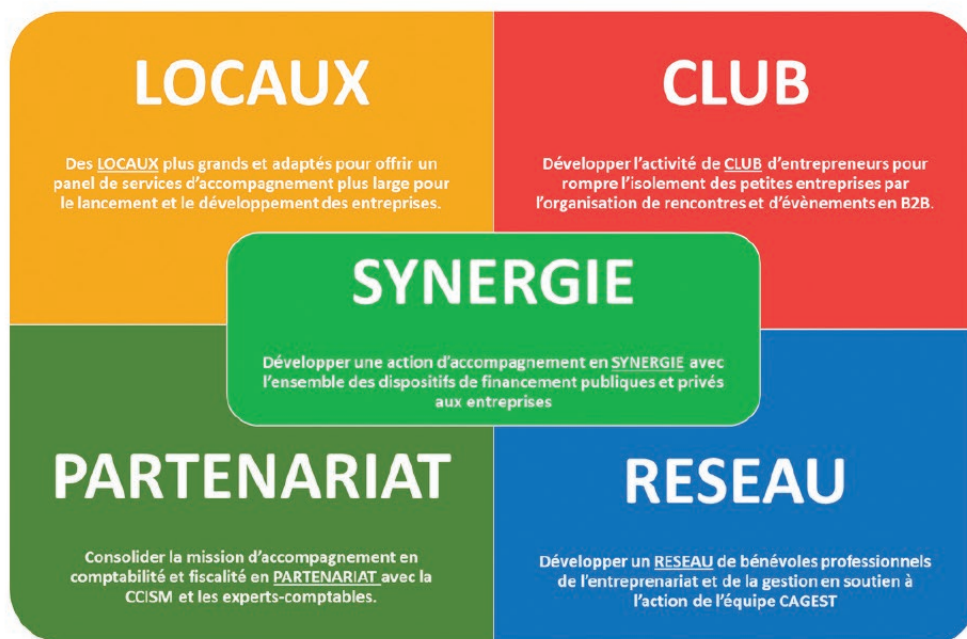 LOCAUX
Des LOCAUX plus grands et adaptés pour offrir un
panel de services d'accompagnement plus large pour
le lancement et le développement des entreprises.
CLUB
Développer l'activité de CLUB d'entrepreneurs pour
rompre l'isolement des petites entreprises par
l'organisation de rencontres et d'évènements en B2B.
SYNERGIE
Développer une action d'accompagnement en SYNERGIE avec
l'ensemble des dispositifs de financement publiques et privés
aux entreprises
PARTENARIAT
Consolider la mission d'accompagnement en
comptabilité et fiscalité en PARTENARIAT avec la
CCISM et les experts-comptables.
RESEAU
Développer un RESEAU de bénévoles professionnels
de l'entreprenariat et de la gestion en soutien à
l'action de l'équipe CAGEST